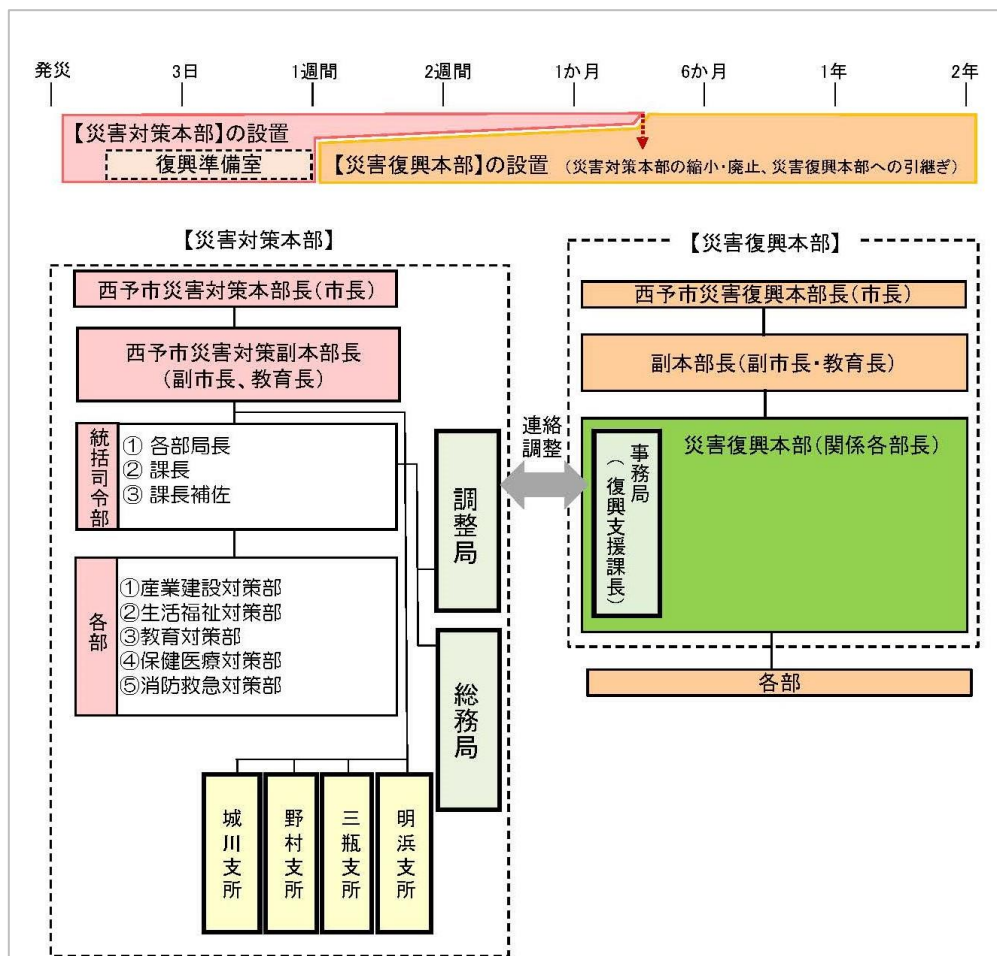 発災 3日 1週間 2週間 1か月 6か月 1年 2年
【災害対策本部】の設置
復興準備室
【災害復興本部】の設置 (災害対策本部の縮小・廃止、災害復興本部への引継ぎ)
【災害対策本部】
西予市災害対策本部長(市長)
西予市災害対策副本部長
(副市長、教育長)
統括司令部
① 各部局長
② 課長
③ 課長補佐
各部
①産業建設対策部
②生活福祉対策部
③教育対策部
④保健医療対策部
⑤消防救急対策部
調整局
総務局
城川支所
野村支所
三瓶支所
明浜支所
連絡
調整
【災害復興本部】
西予市災害復興本部長(市長)
副本部長(副市長・教育長)
災害復興本部(関係各部長)
事務局
(復興支援課長)
各部